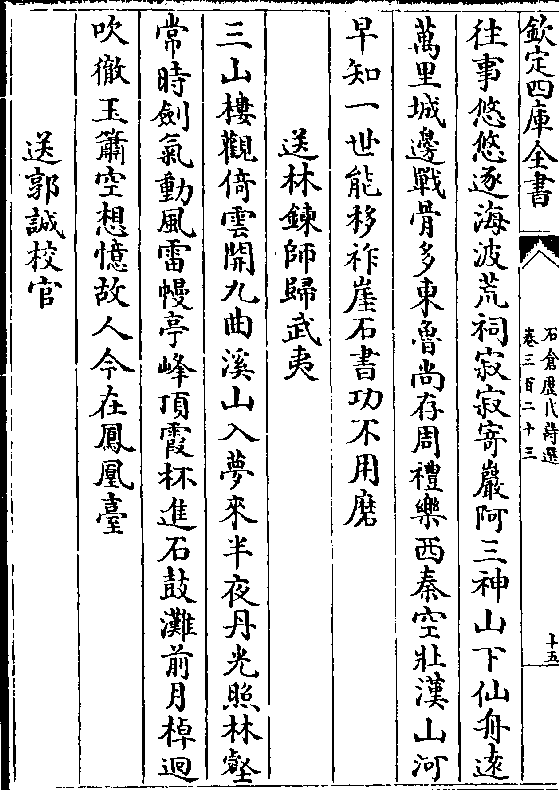 欽定四庫全書
石倉歷代詩選
卷三百二十三
十五
往事悠悠逐海波荒祠寂寂寄巖阿三神山下仙舟遠
萬里城邊戰骨多東魯尚存周禮樂西秦空壯漢山河
早知一世能移祚崖石書功不用磨
送林鍊師歸武夷
三山樓觀倚雲開九曲溪山入夢來半夜丹光照林壑
常時劍氣動風雷幔亭峰頂霞杯進石鼓灘前月棹迴
吹徹玉簫空想憶故人今在鳳凰臺
送郭誠校官